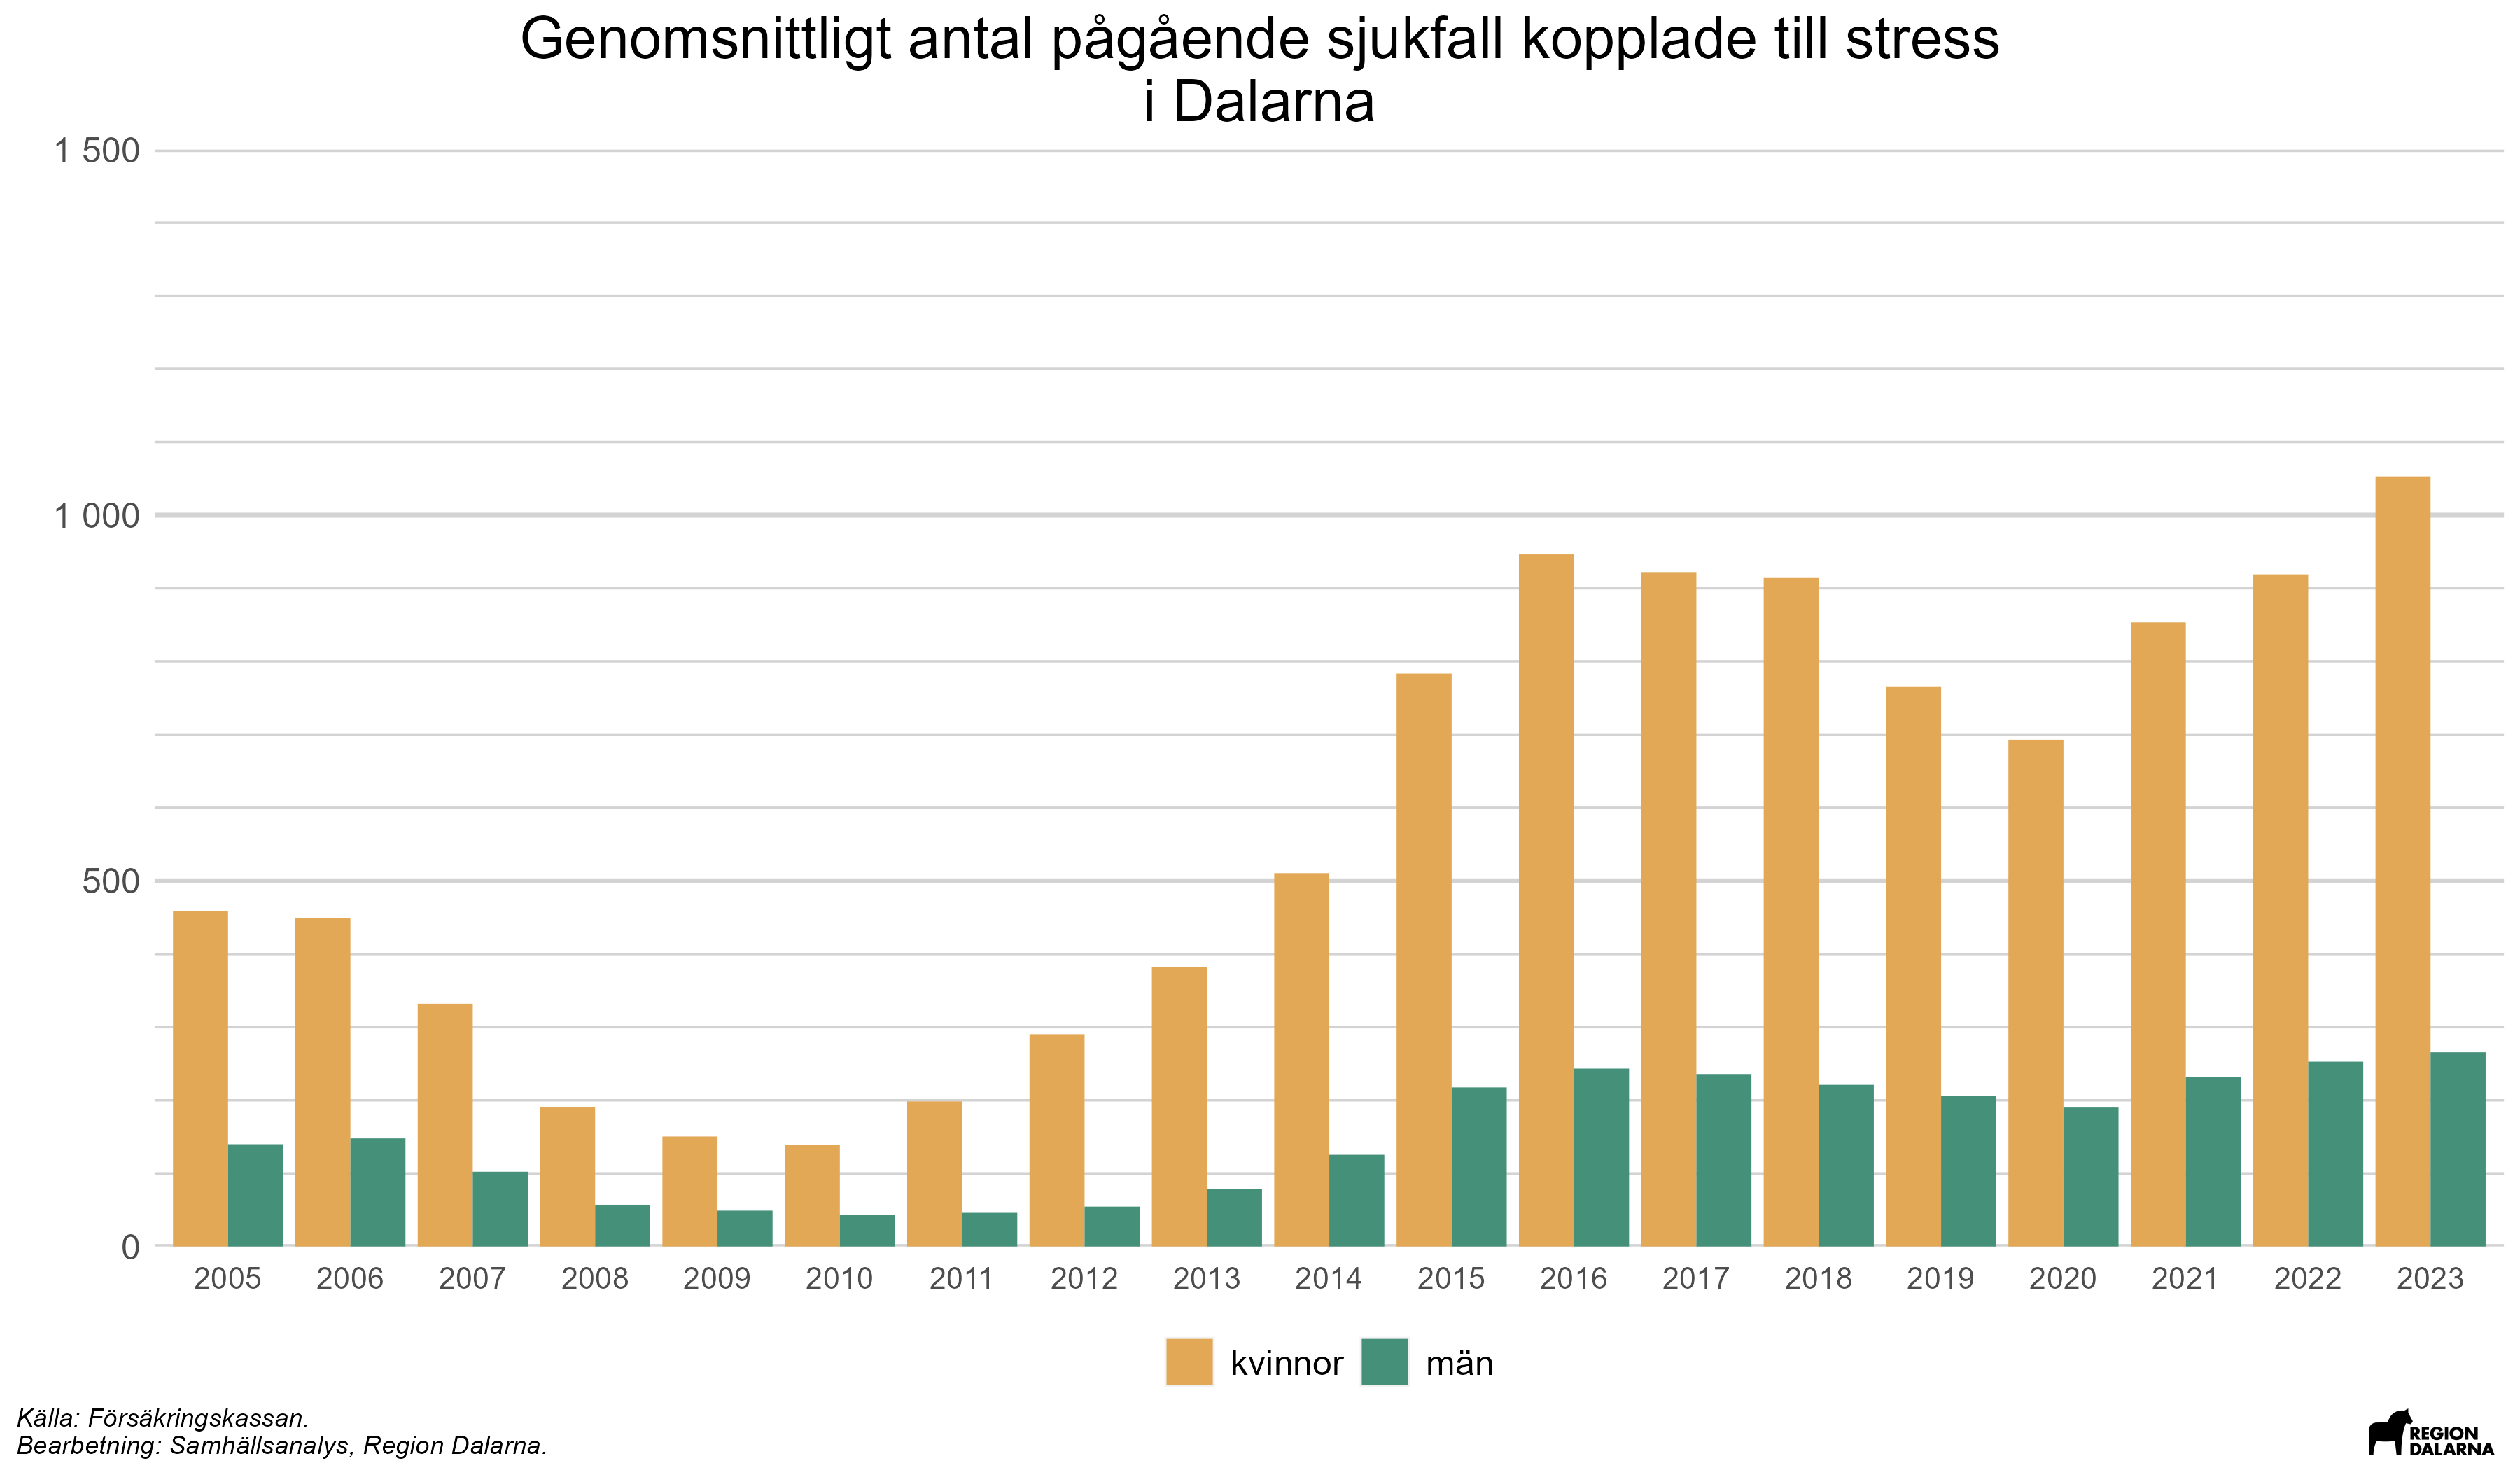 Genomsnittligt antal pågående sjukfall kopplade till stress
i Dalarna
1 500
1 000
500
0
2005 2006 2007 2008 2009 2010 2011 2012 2013 2014 2015 2016 2017 2018 2019 2020 2021 2022 2023
kvinnor män
Källa: Försäkringskassan.
Bearbetning: Samhällsanalys, Region Dalarna.
REGION
DALARNA